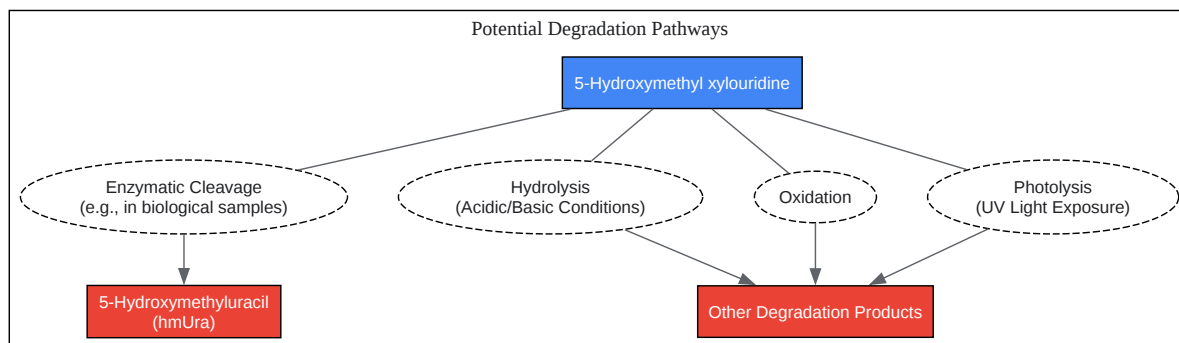 Potential Degradation Pathways
5-Hydroxymethyl xylouridine
Enzymatic Cleavage
(e.g., in biological samples)
Hydrolysis
(Acidic/Basic Conditions)
Oxidation
Photolysis
(UV Light Exposure)
5-Hydroxymethyluracil
(hmUra)
Other Degradation Products